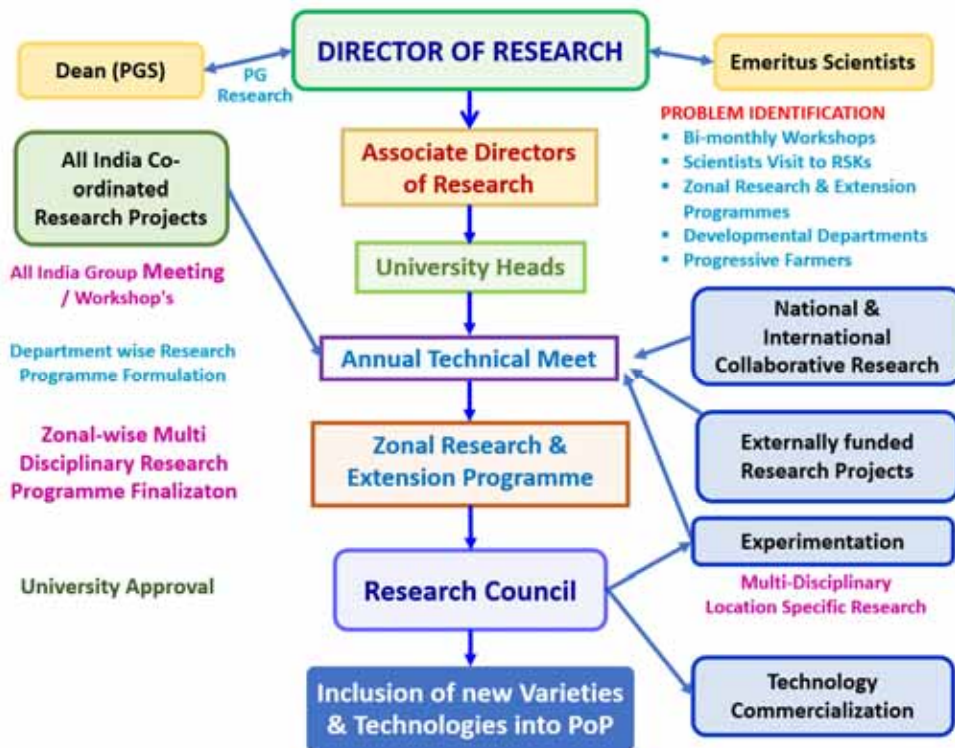 DIRECTOR OF RESEARCH
Dean (PGS)
PG
Research
Emeritus Scientists
PROBLEM IDENTIFICATION
▪ Bi-monthly Workshops
▪ Scientists Visit to RSKs
▪ Zonal Research & Extension
Programmes
▪ Developmental Departments
▪ Progressive Farmers
Associate Directors
of Research
All India Co-
ordinated
Research Projects
University Heads
All India Group Meeting
/ Workshop's
National &
International
Collaborative Research
Annual Technical Meet
Department wise Research
Programme Formulation
Zonal Research &
Extension Programme
Zonal-wise Multi
Disciplinary Research
Programme Finalizaton
Externally funded
Research Projects
Experimentation
Multi-Disciplinary
Location Specific Research
University Approval
Research Council
Technology
Commercialization
Inclusion of new Varieties
& Technologies into PoP